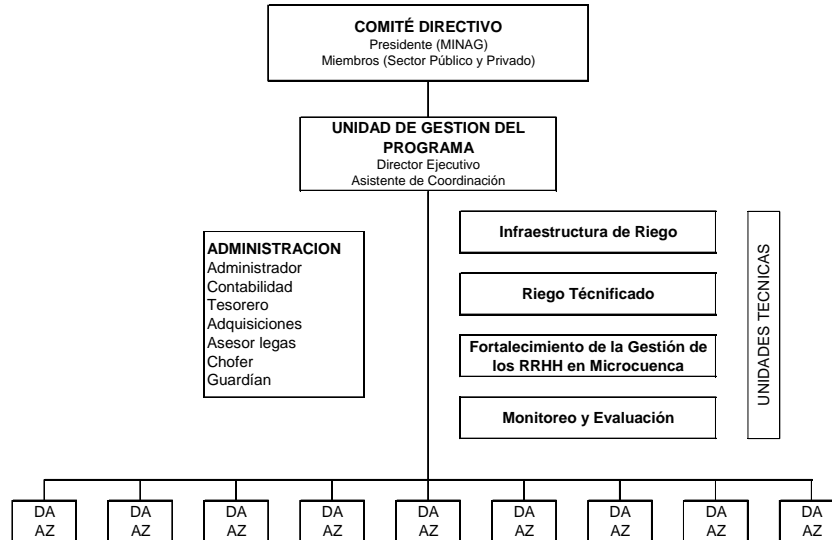 COMITÉ DIRECTIVO
Presidente (MINAG)
Miembros (Sector Público y Privado)
UNIDAD DE GESTION DEL
PROGRAMA
Director Ejecutivo
Asistente de Coordinación
ADMINISTRACION
Administrador
Contabilidad
Tesorero
Adquisiciones
Asesor legas
Chofer
Guardían
Infraestructura de Riego
Riego Técnificado
Fortalecimiento de la Gestión de
los RRHH en Microcuenca
Monitoreo y Evaluación
UNIDADES TECNICAS
DA
AZ
DA
AZ
DA
AZ
DA
AZ
DA
AZ
DA
AZ
DA
AZ
DA
AZ
DA
AZ